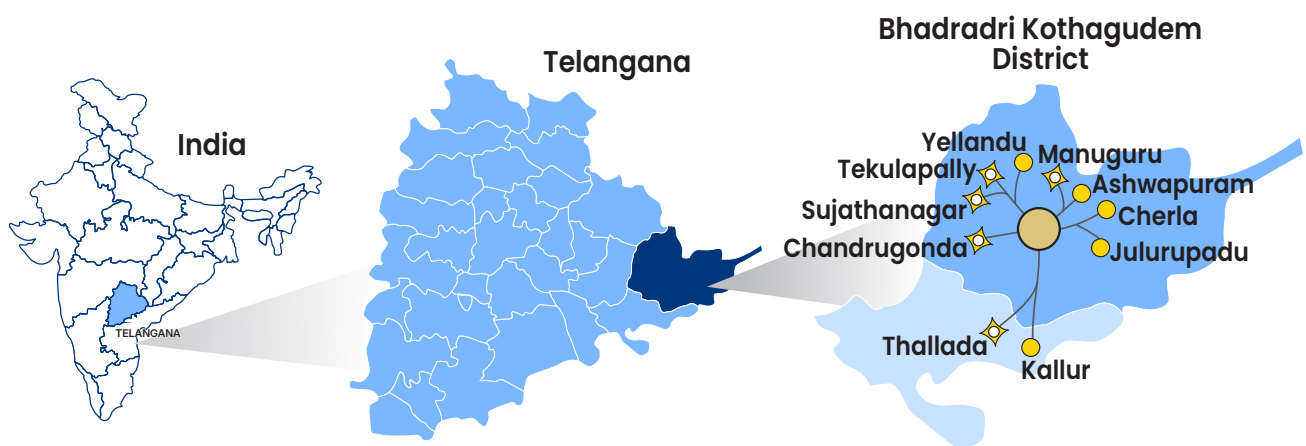 India
TELANGANA
Telangana
Bhadradri Kothagudem
District
Yellandu
Manuguru
Tekulapally
Ashwapuram
Sujathanagar
Cherla
Chandrugonda
Julurupadu
Thallada
Kallur